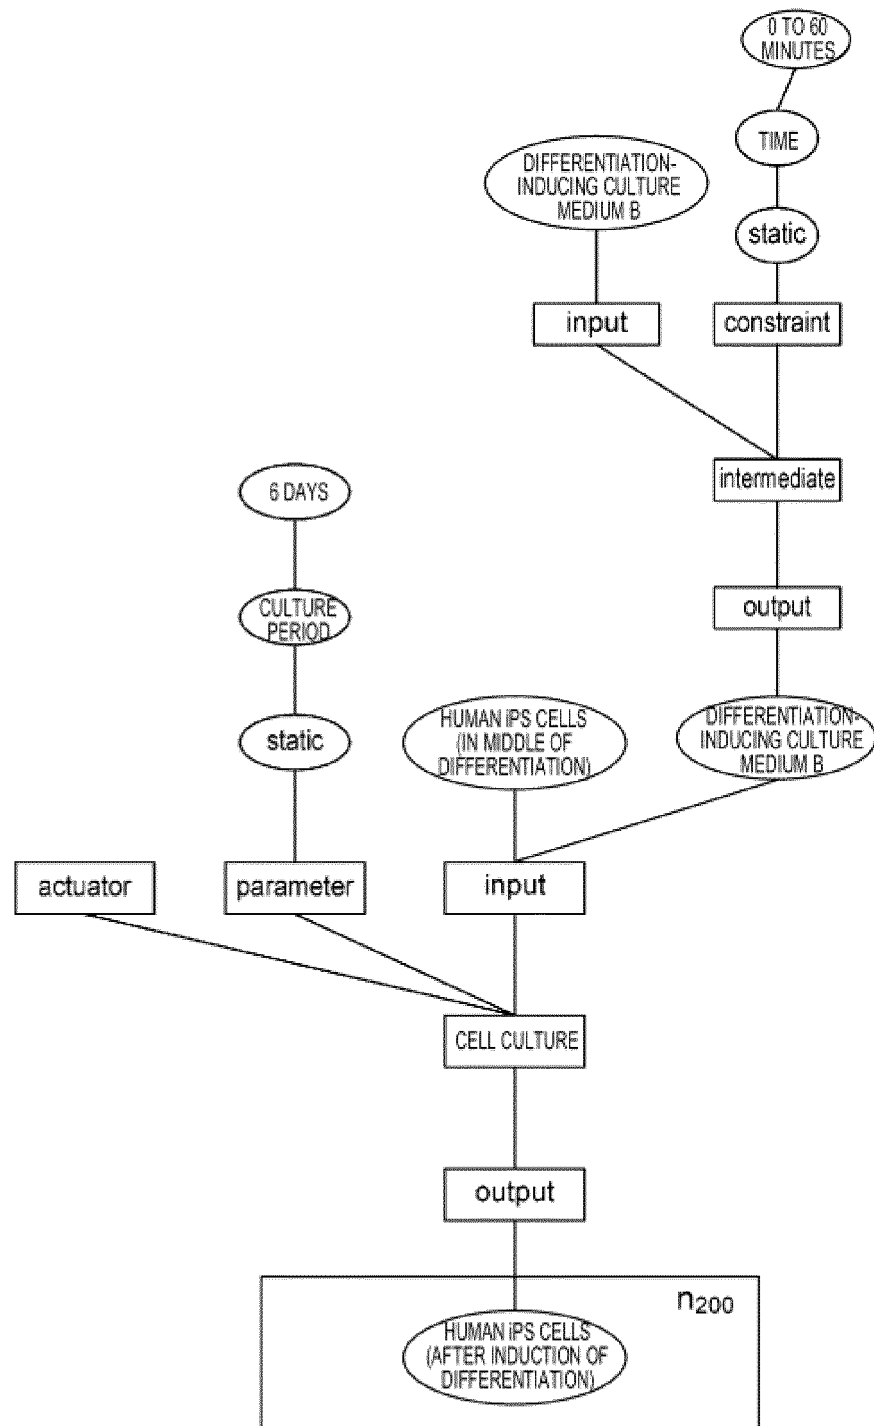 0 TO 60
MINUTES
TIME
DIFFERENTIATION-
INDUCING CULTURE
MEDIUM B
static
input
constraint
intermediate
6 DAYS
output
CULTURE
PERIOD
HUMAN iPS CELLS
(IN MIDDLE OF
DIFFERENTIATION)
DIFFERENTIATION-
INDUCING CULTURE
MEDIUM B
static
actuator
parameter
input
CELL CULTURE
output
n200
HUMAN iPS CELLS
(AFTER INDUCTION OF
DIFFERENTIATION)